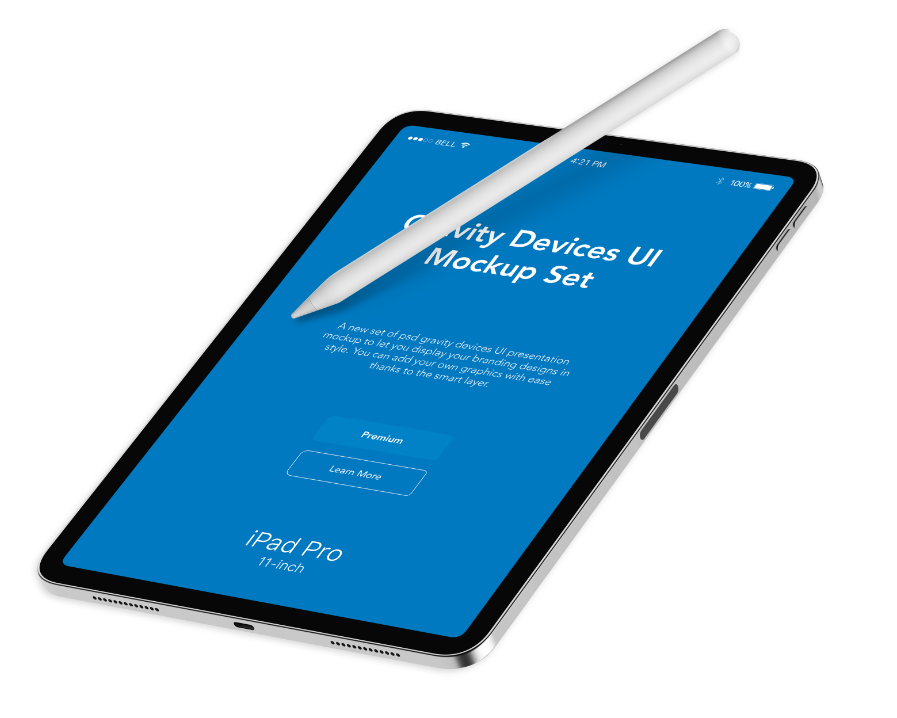 BELL
4:21 PM
100%
Gravity Devices UI
Mockup Set
A new set of psd gravity devices UI presentation
mockup to let you display your branding designs in
style. You can add your own graphics with ease
thanks to the smart layer.
Premium
Learn More
iPad Pro
11-inch